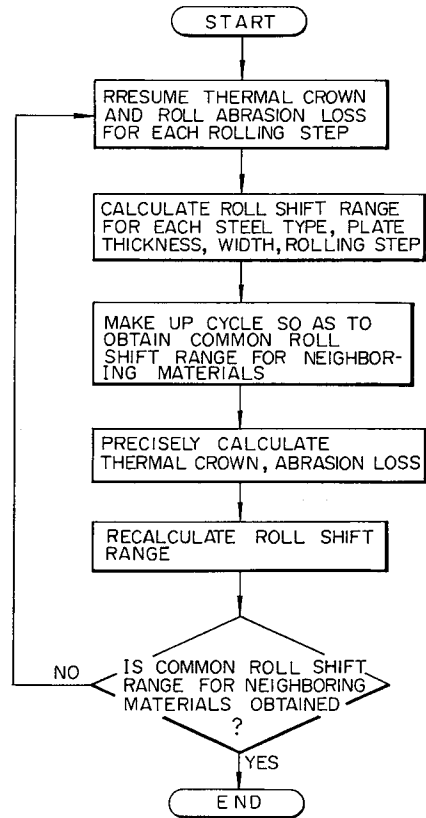 START
RRESUME THERMAL CROWN
AND ROLL ABRASION LOSS
FOR EACH ROLLING STEP
CALCULATE ROLL SHIFT RANGE
FOR EACH STEEL TYPE, PLATE
THICKNESS, WIDTH, ROLLING STEP
MAKE UP CYCLE SO AS TO
OBTAIN COMMON ROLL
SHIFT RANGE FOR NEIGHBOR-
ING MATERIALS
PRECISELY CALCULATE
THERMAL CROWN, ABRASION LOSS
RECALCULATE ROLL SHIFT
RANGE
NO
IS COMMON ROLL SHIFT
RANGE FOR NEIGHBORING
MATERIALS OBTAINED
?
YES
END